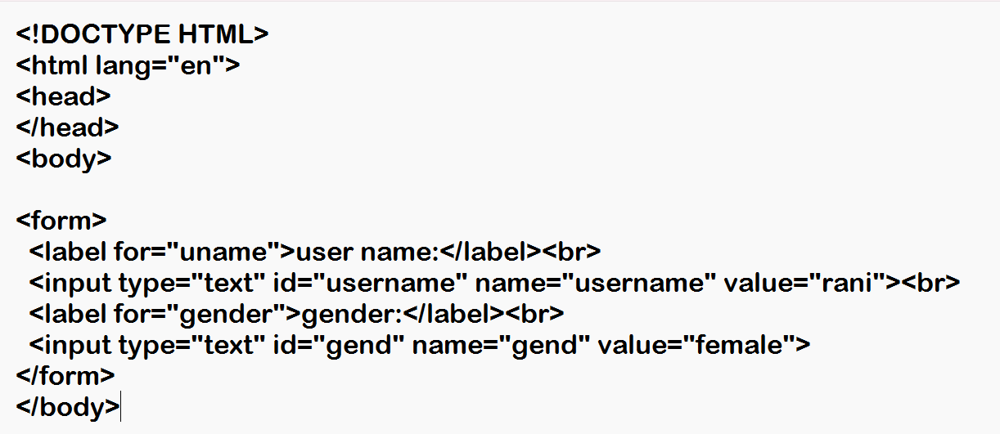 <!DOCTYPE HTML>
<html lang="en">
<head>
</head>
<body>
<form>
<label for="uname">user name:</label><br>
<input type="text" id="username" name="username" value="rani"><br>
<label for="gender">gender:</label><br>
<input type="text" id="gend" name="gend" value="female">
</form>
</body>